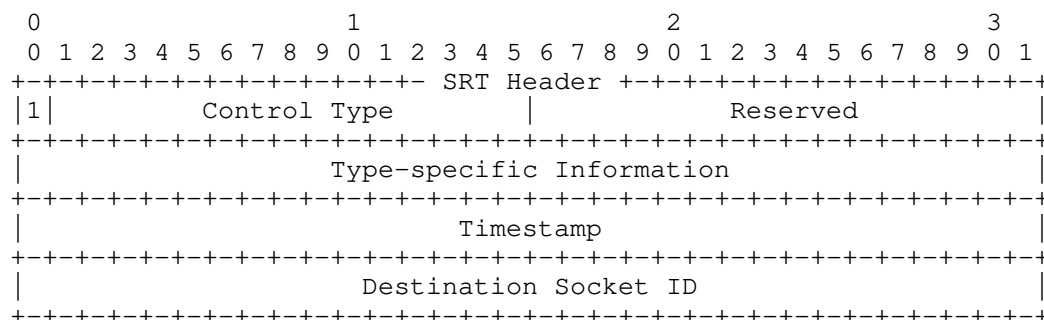 0                   1                   2                   3
 0 1 2 3 4 5 6 7 8 9 0 1 2 3 4 5 6 7 8 9 0 1 2 3 4 5 6 7 8 9 0 1
+-+-+-+-+-+-+-+-+-+-+-+-+- SRT Header +-+-+-+-+-+-+-+-+-+-+-+-+-+
|1|         Control Type        |            Reserved           |
+-+-+-+-+-+-+-+-+-+-+-+-+-+-+-+-+-+-+-+-+-+-+-+-+-+-+-+-+-+-+-+-+
|                   Type-specific Information                   |
+-+-+-+-+-+-+-+-+-+-+-+-+-+-+-+-+-+-+-+-+-+-+-+-+-+-+-+-+-+-+-+-+
|                           Timestamp                           |
+-+-+-+-+-+-+-+-+-+-+-+-+-+-+-+-+-+-+-+-+-+-+-+-+-+-+-+-+-+-+-+-+
|                     Destination Socket ID                     |
+-+-+-+-+-+-+-+-+-+-+-+-+-+-+-+-+-+-+-+-+-+-+-+-+-+-+-+-+-+-+-+-+